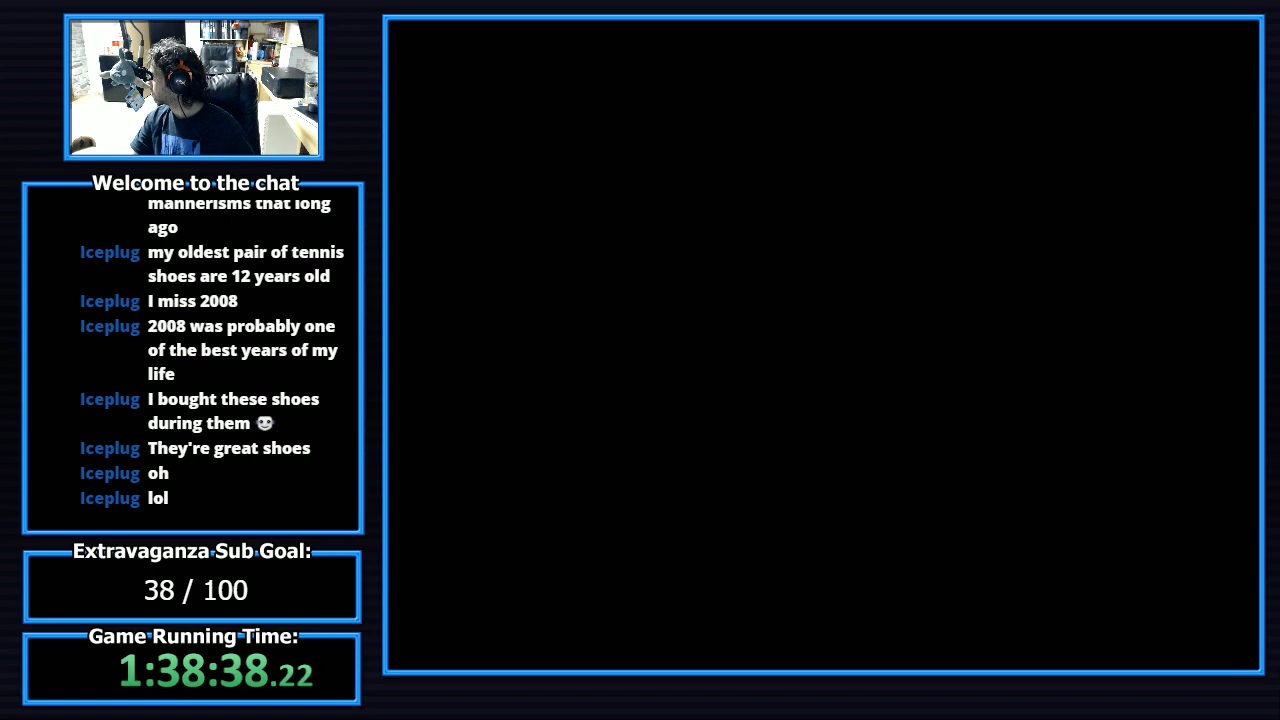 Welcome to the chat
mannerisms that long
ago
Iceplug my oldest pair of tennis
shoes are 12 years old
Iceplug I miss 2008
Iceplug 2008 was probably one
of the best years of my
life
Iceplug I bought these shoes
during them
Iceplug They're great shoes
Iceplug oh
Iceplug lol
Extravaganza Sub Goal:
38 / 100
Game Running Time:
1:38:38.22